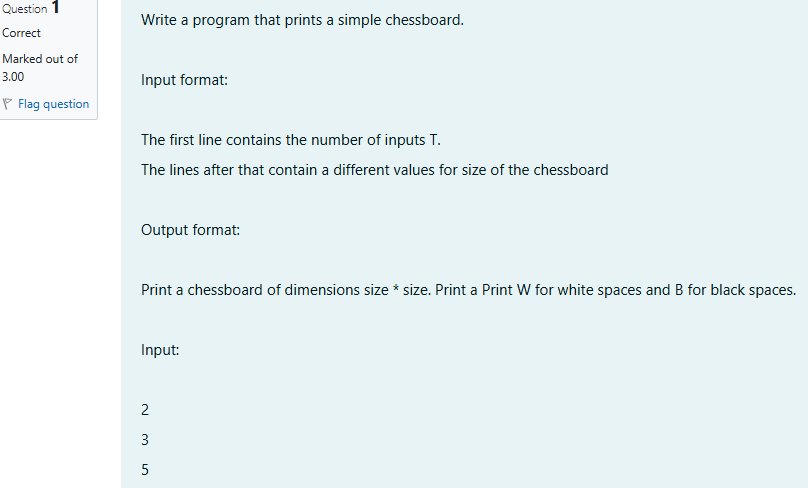 Question 1
Correct
Marked out of
3.00
Flag question
Write a program that prints a simple chessboard.
Input format:
The first line contains the number of inputs T.
The lines after that contain a different values for size of the chessboard
Output format:
Print a chessboard of dimensions size * size. Print a Print W for white spaces and B for black spaces.
Input:
2
3
5